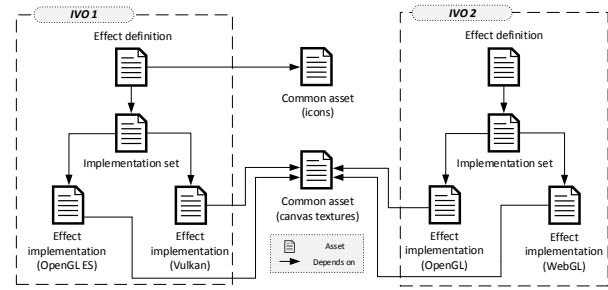 IVO 1
Effect definition
Implementation set
Effect
implementation
(OpenGL ES)
Effect
implementation
(Vulkan)
Common asset
(icons)
Common asset
(canvas textures)
Asset
Depends on
IVO 2
Effect definition
Implementation set
Effect
implementation
(OpenGL)
Effect
implementation
(WebGL)